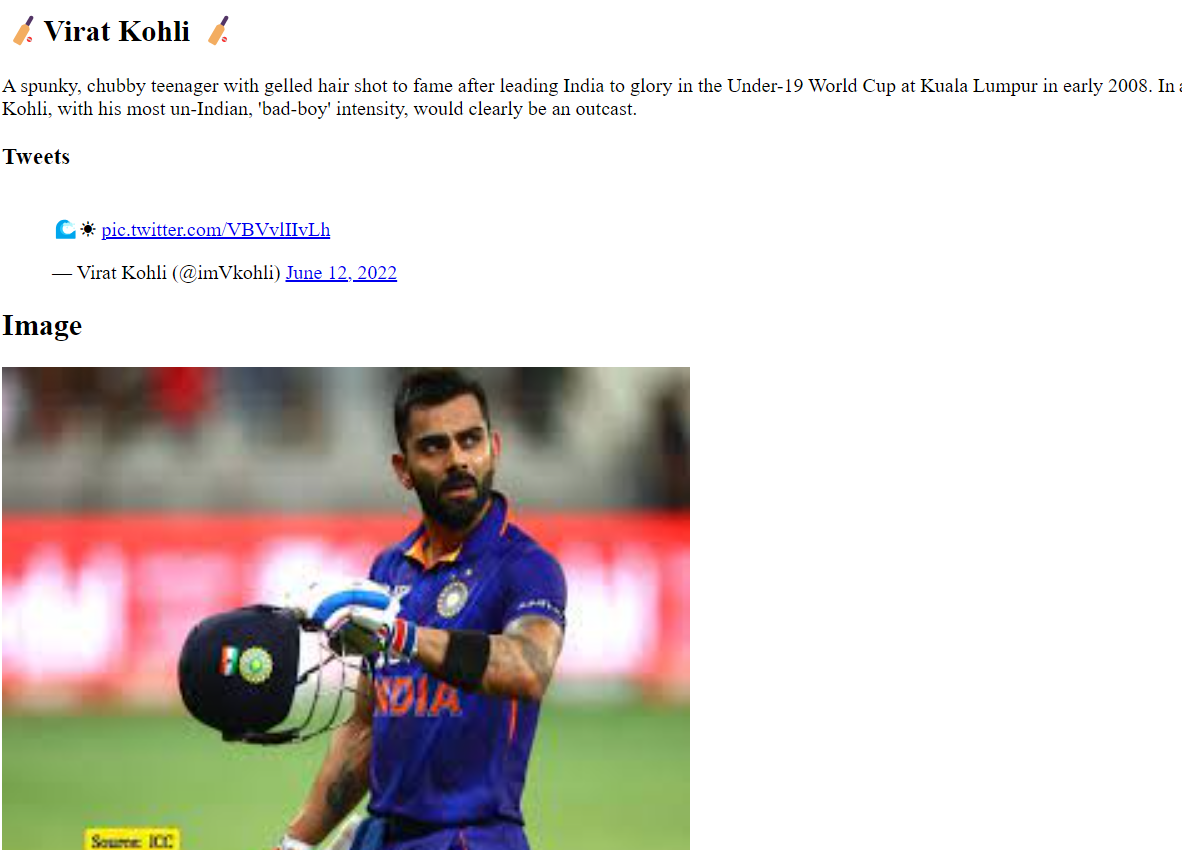 Virat Kohli
A spunky, chubby teenager with gelled hair shot to fame after leading India to glory in the Under-19 World Cup at Kuala Lumpur in early 2008. In
Kohli, with his most un-Indian, 'bad-boy' intensity, would clearly be an outcast.
Tweets
🌊☀ pic.twitter.com/VBVvlIIvLh
— Virat Kohli (@imVkohli) June 12, 2022
Image
INDIA
Source: ICC